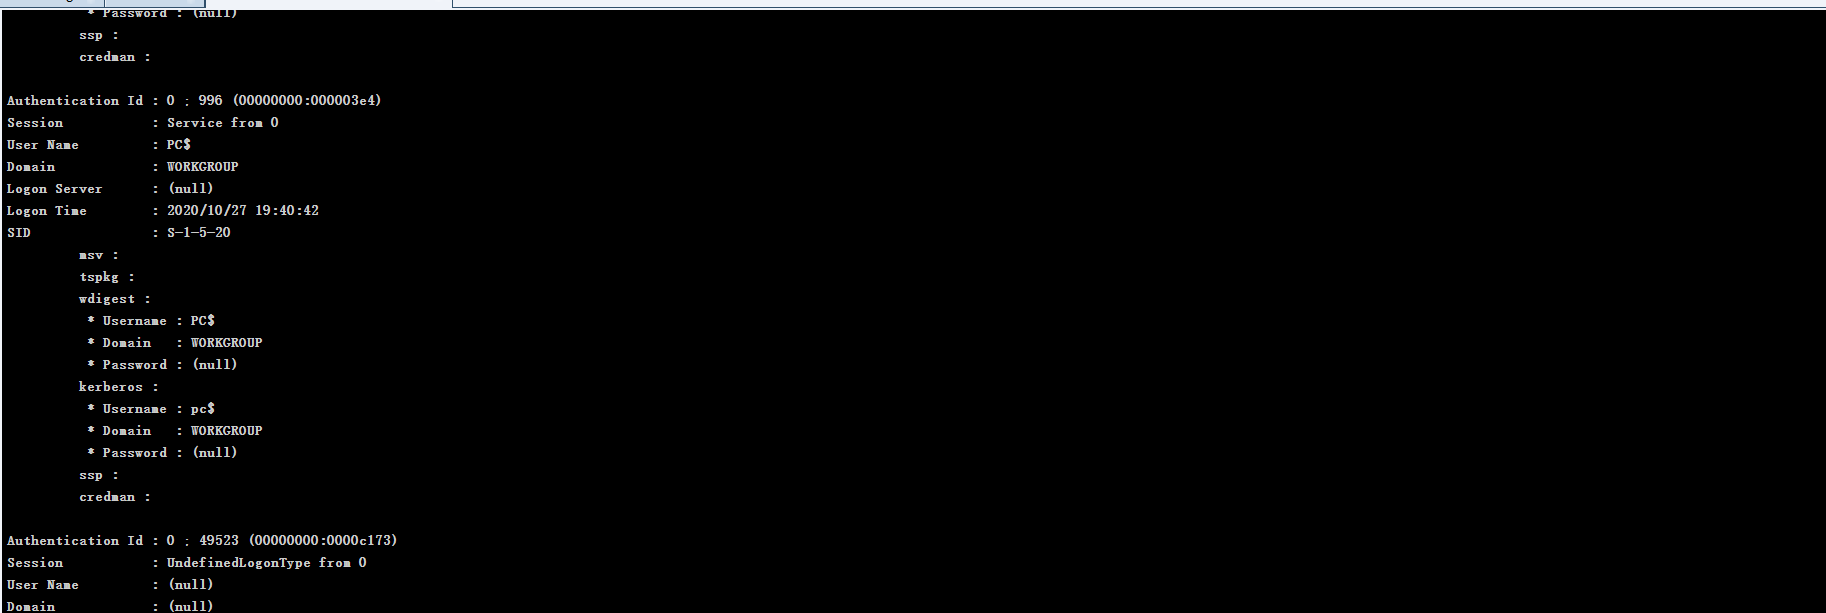 * Password : (null)
ssp :
credman :
Authentication Id : 0 ; 996 (00000000:000003e4)
Session           : Service from 0
User Name         : PC$
Domain            : WORKGROUP
Logon Server      : (null)
Logon Time        : 2020/10/27 19:40:42
SID               : S-1-5-20
msv :
tspkg :
wdigest :
* Username : PC$
* Domain   : WORKGROUP
* Password : (null)
kerberos :
* Username : pc$
* Domain   : WORKGROUP
* Password : (null)
ssp :
credman :
Authentication Id : 0 ; 49523 (00000000:0000c173)
Session           : UndefinedLogonType from 0
User Name         : (null)
Domain            : (null)